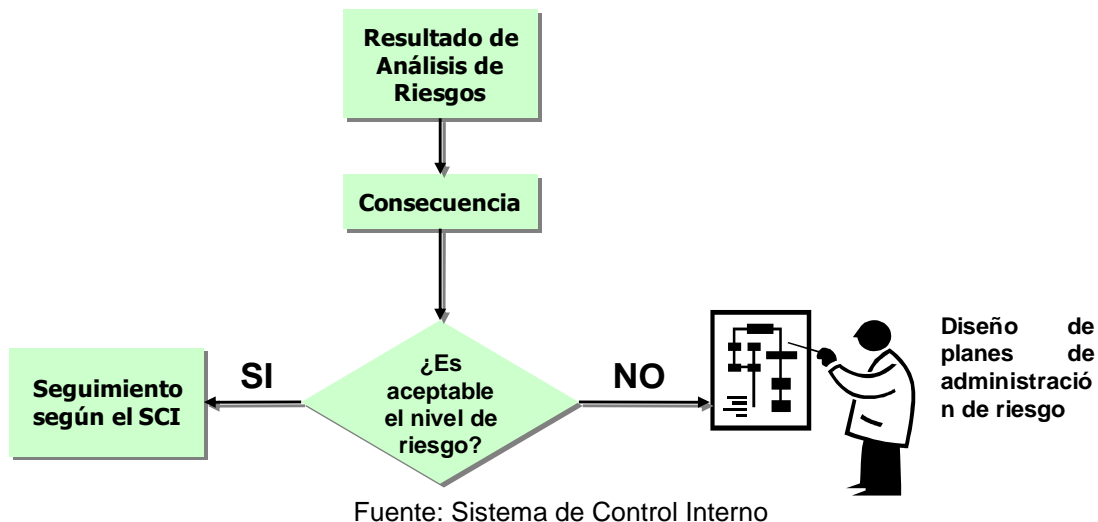 Resultado de
Análisis de
Riesgos
Consecuencia
¿Es
aceptable
el nivel de
riesgo?
SI
NO
Seguimiento
según el SCI
Diseño de
planes de
administració
n de riesgo
Fuente: Sistema de Control Interno